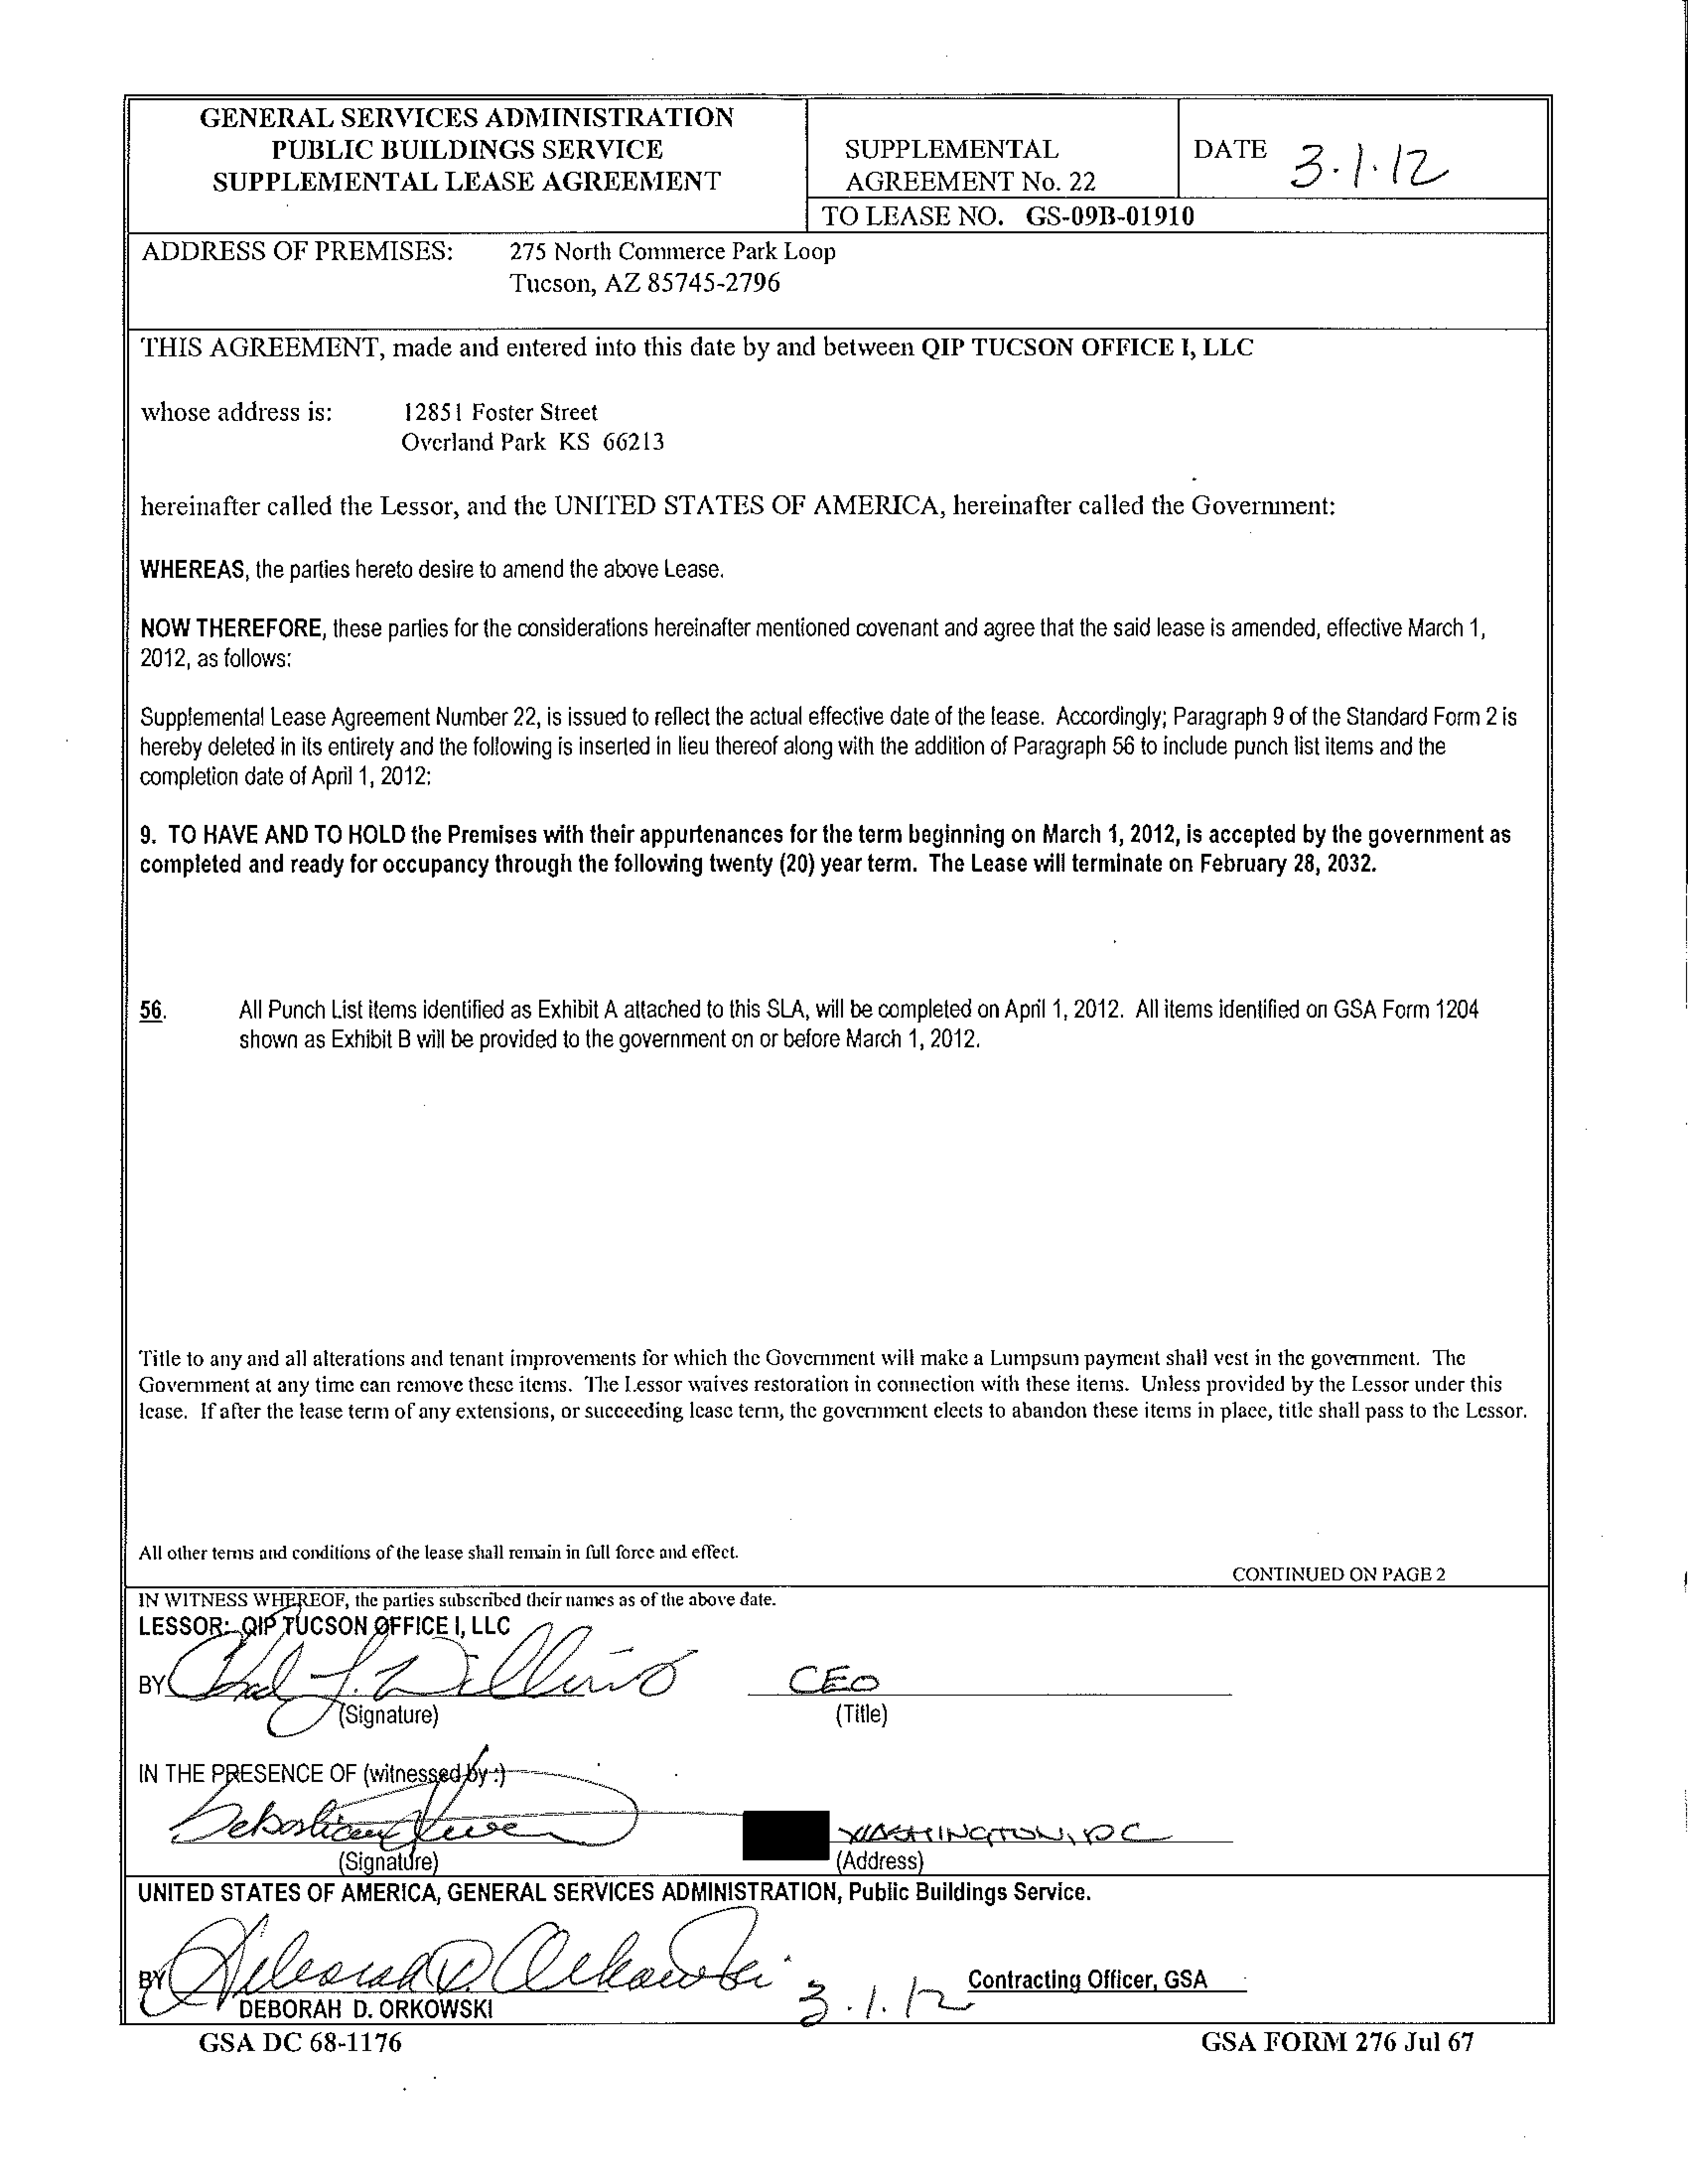 GENERAL SERVICES ADMINISTRATION
PUBLIC BUILDINGS SERVICE
SUPPLEMENTAL LEASE AGREEMENT
SUPPLEMENTAL
AGREEMENT No. 22
DATE 3.1.12
TO LEASE NO. GS-09B-01910
ADDRESS OF PREMISES: 275 North Commerce Park Loop
Tucson, AZ 85745-2796
THIS AGREEMENT, made and entered into this date by and between QIP TUCSON OFFICE I, LLC
whose address is: 12851 Foster Street
Overland Park KS 66213
hereinafter called the Lessor, and the UNITED STATES OF AMERICA, hereinafter called the Government:
WHEREAS, the parties hereto desire to amend the above Lease.
NOW THEREFORE, these parties for the considerations hereinafter mentioned covenant and agree that the said lease is amended, effective March 1,
2012, as follows:
Supplemental Lease Agreement Number 22, is issued to reflect the actual effective date of the lease. Accordingly; Paragraph 9 of the Standard Form 2 is
hereby deleted in its entirety and the following is inserted in lieu thereof along with the addition of Paragraph 56 to include punch list items and the
completion date of April 1, 2012:
9. TO HAVE AND TO HOLD the Premises with their appurtenances for the term beginning on March 1, 2012, is accepted by the government as
completed and ready for occupancy through the following twenty (20) year term. The Lease will terminate on February 28, 2032.
56. All Punch List items identified as Exhibit A attached to this SLA, will be completed on April 1, 2012. All items identified on GSA Form 1204
shown as Exhibit B will be provided to the government on or before March 1, 2012.
Title to any and all alterations and tenant improvements for which the Government will make a Lumpsum payment shall vest in the government. The
Government at any time can remove these items. The Lessor waives restoration in connection with these items. Unless provided by the Lessor under this
lease. If after the lease term of any extensions, or succeeding lease term, the government elects to abandon these items in place, title shall pass to the Lessor.
All other terms and conditions of the lease shall remain in full force and effect.
CONTINUED ON PAGE 2
IN WITNESS WHEREOF, the parties subscribed their names as of the above date.
LESSOR: QIP TUCSON OFFICE I, LLC
BY CEO
(Signature) (Title)
IN THE PRESENCE OF (witnessed by :)
WASHINGTON, DC
(Signature) (Address)
UNITED STATES OF AMERICA, GENERAL SERVICES ADMINISTRATION, Public Buildings Service.
BY Deborah D. Orkowski 3.1.12 Contracting Officer, GSA
DEBORAH D. ORKOWSKI
GSA DC 68-1176 GSA FORM 276 Jul 67